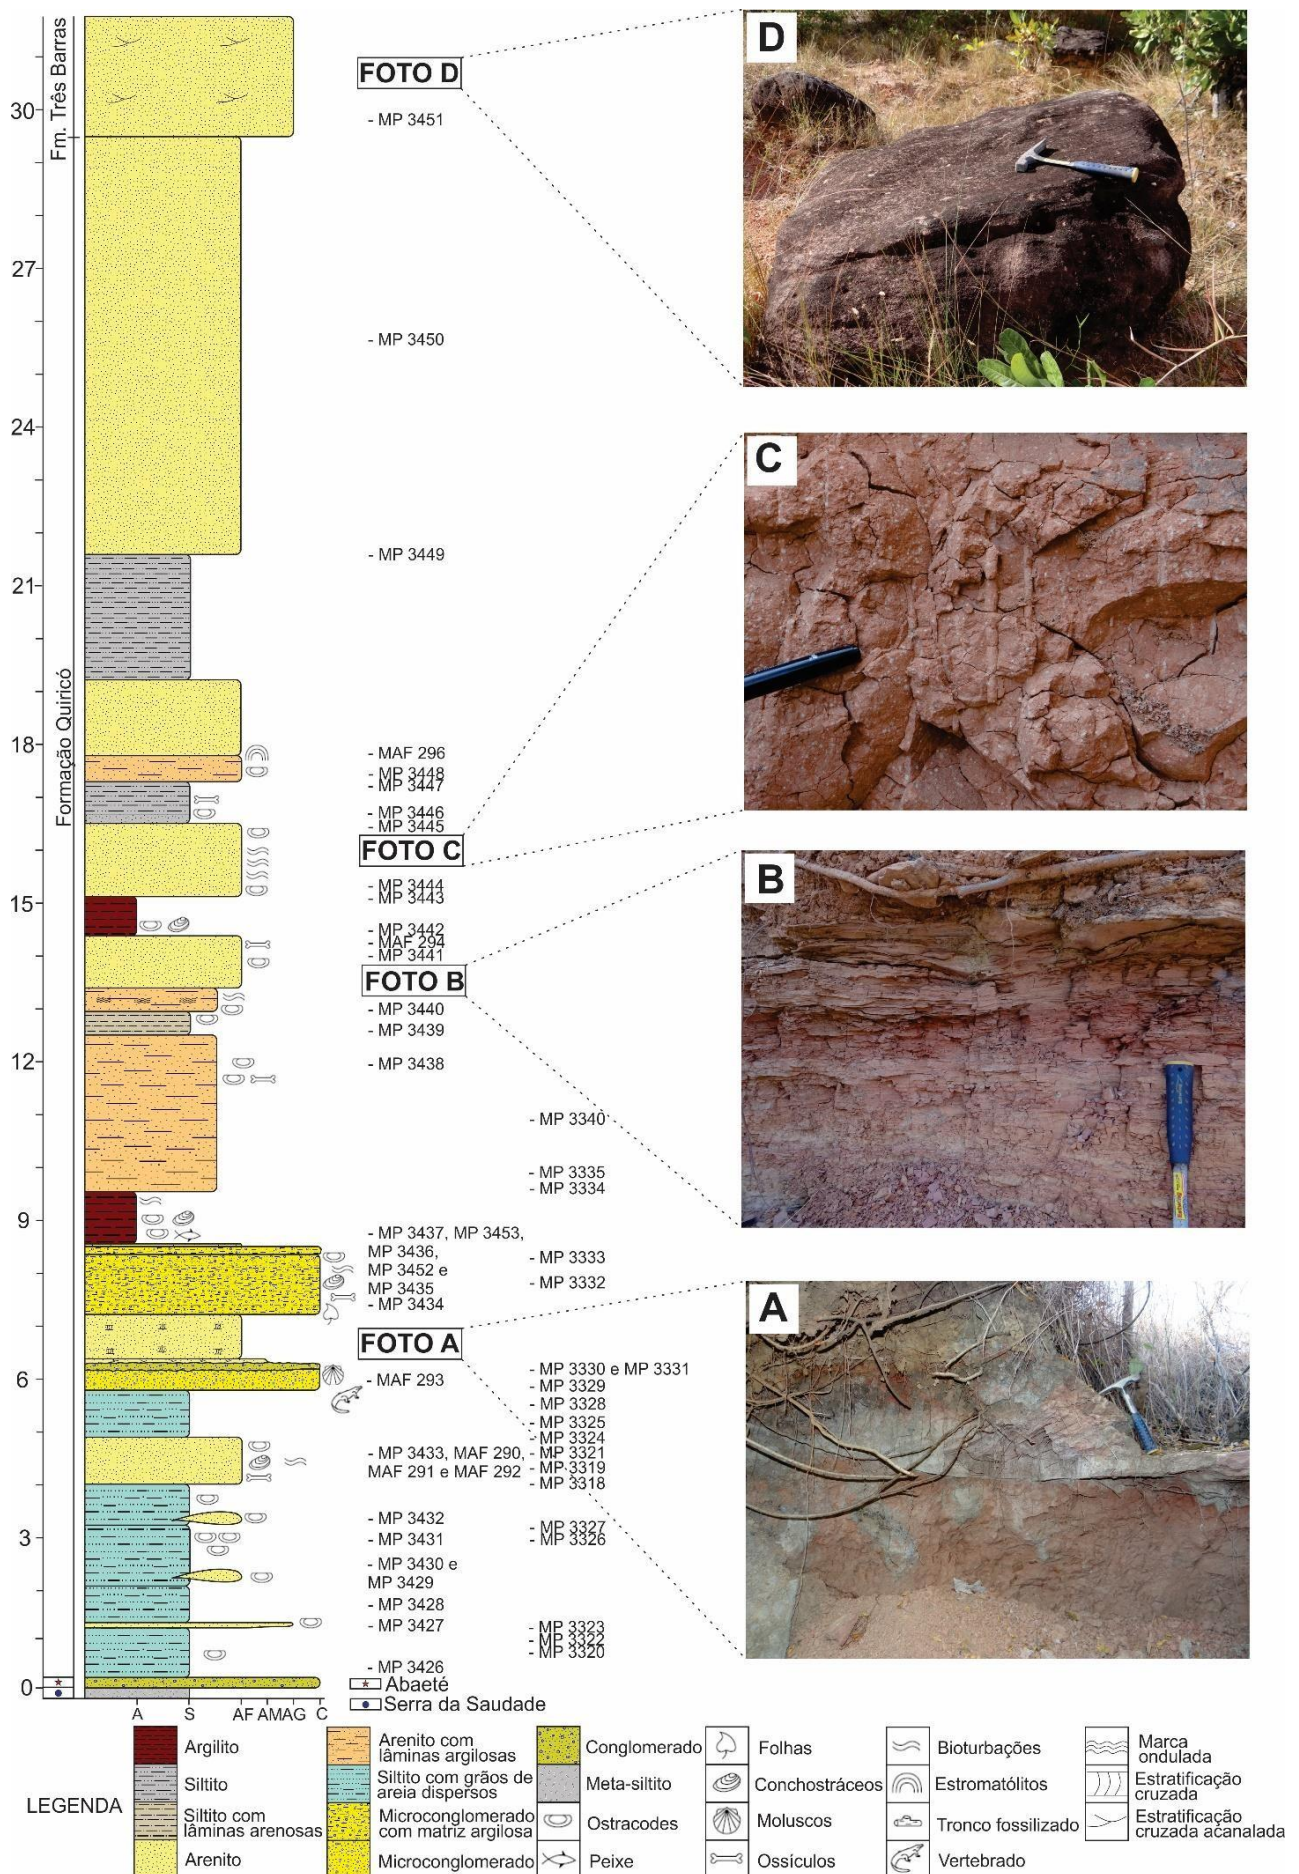 Fm. Três Barras
Formação Quiricó
30
27
24
21
18
15
12
9
6
3
0
A S AF AM AG C
FOTO D
- MP 3451
- MP 3450
- MP 3449
- MAF 296
- MP 3448
- MP 3447
- MP 3446
- MP 3445
FOTO C
- MP 3444
- MP 3443
- MP 3442
- MAF 294
- MP 3441
FOTO B
- MP 3440
- MP 3439
- MP 3438
- MP 3437, MP 3453,
MP 3436,
MP 3452 e
MP 3435
- MP 3434
FOTO A
- MAF 293
- MP 3433, MAF 290,
MAF 291 e MAF 292
- MP 3432
- MP 3431
- MP 3430 e
MP 3429
- MP 3428
- MP 3427
- MP 3426
- MP 3340
- MP 3335
- MP 3334
- MP 3333
- MP 3332
- MP 3330 e MP 3331
- MP 3329
- MP 3328
- MP 3325
- MP 3324
- MP 3321
- MP 3319
- MP 3318
- MP 3327
- MP 3326
- MP 3323
- MP 3322
- MP 3320
Abaeté
Serra da Saudade
D
C
B
A
LEGENDA
Argilito
Siltito
Siltito com
lâminas arenosas
Arenito
Arenito com
lâminas argilosas
Siltito com grãos de
areia dispersos
Microconglomerado
com matriz argilosa
Microconglomerado
Conglomerado
Meta-siltito
Ostracodes
Peixe
Folhas
Conchostráceos
Moluscos
Ossículos
Bioturbações
Estromatólitos
Tronco fossilizado
Vertebrado
Marca
ondulada
Estratificação
cruzada
Estratificação
cruzada acanalada